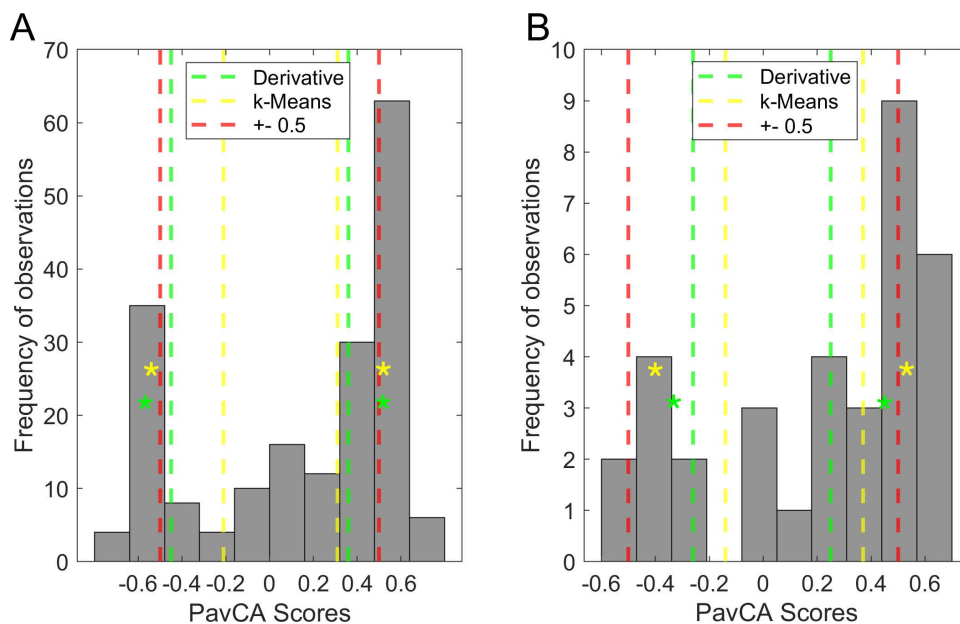 A
70
60
50
40
30
20
10
0
Frequency of observations
Derivative
k-Means
+- 0.5
-0.6 -0.4 -0.2 0 0.2 0.4 0.6
PavCA Scores
B
10
9
8
7
6
5
4
3
2
1
0
Frequency of observations
Derivative
k-Means
+- 0.5
-0.6 -0.4 -0.2 0 0.2 0.4 0.6
PavCA Scores